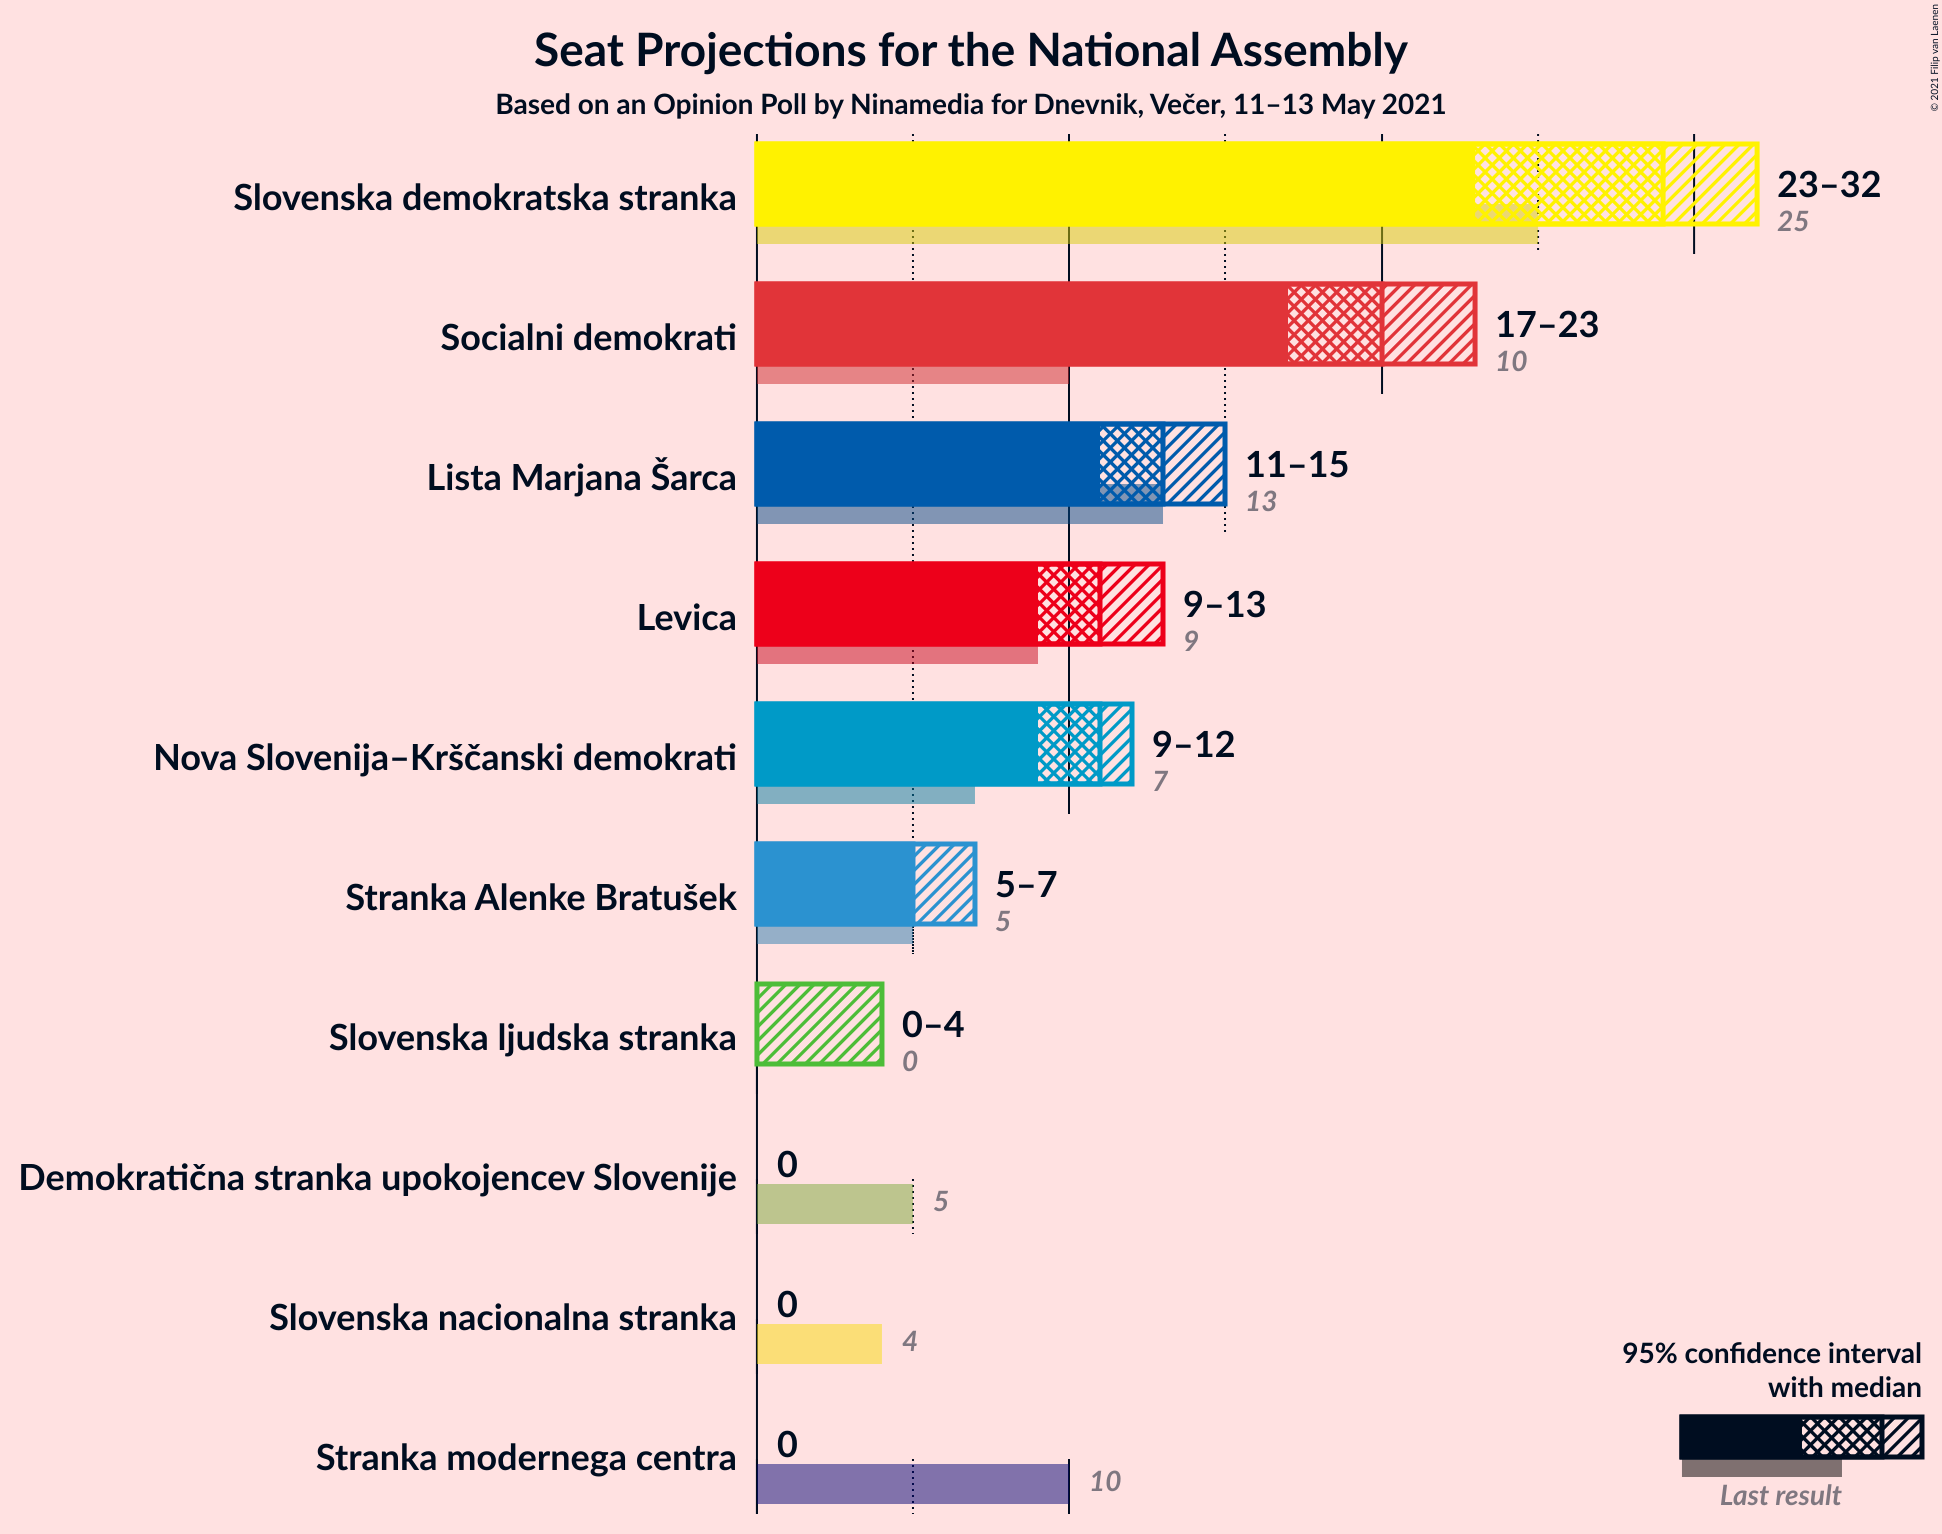 Seat Projections for the National Assembly
Based on an Opinion Poll by Ninamedia for Dnevnik, Večer, 11–13 May 2021
© 2021 Filip van Laenen
Slovenska demokratska stranka
23–32
25
Socialni demokrati
17–23
10
Lista Marjana Šarca
11–15
13
Levica
9–13
9
Nova Slovenija–Krščanski demokrati
9–12
7
Stranka Alenke Bratušek
5–7
5
Slovenska ljudska stranka
0–4
0
Demokratična stranka upokojencev Slovenije
0
5
Slovenska nacionalna stranka
0
4
Stranka modernega centra
0
10
95% confidence interval
with median
Last result